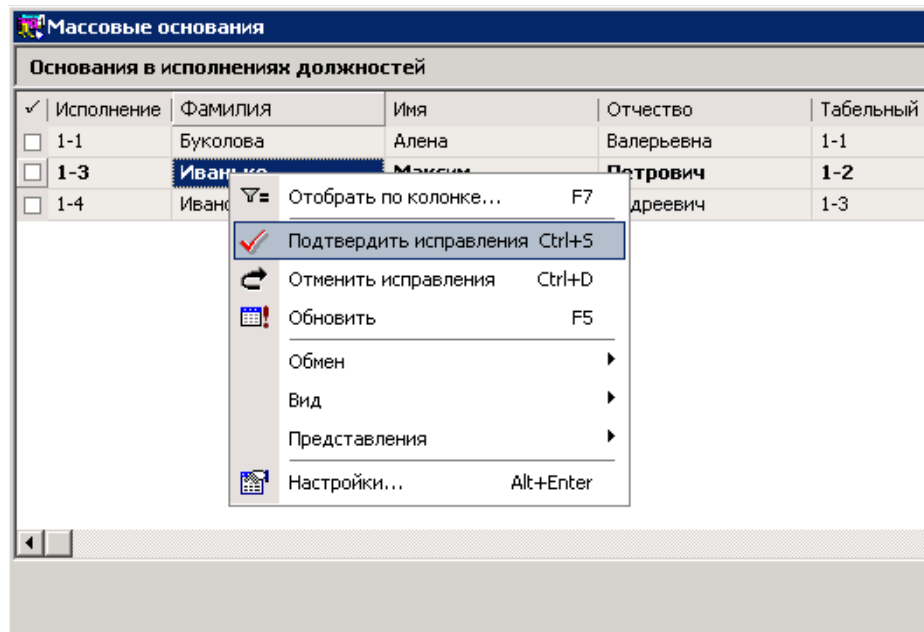 Массовые основания
Основания в исполнениях должностей
Исполнение Фамилия Имя Отчество Табельный
1-1 Буколова Алена Валерьевна 1-1
1-3 Максим Петрович 1-2
1-4 1-3
Отобрать по колонке... F7
Подтвердить исправления Ctrl+S
Отменить исправления Ctrl+D
Обновить F5
Обмен
Вид
Представления
Настройки... Alt+Enter